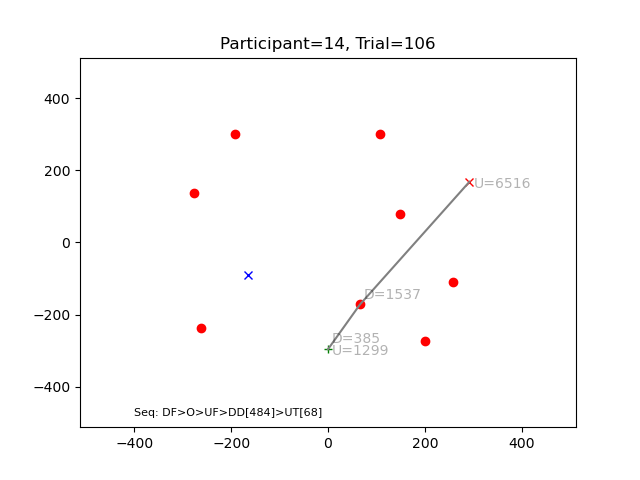 Participant=14, Trial=106
400
200
0
−200
−400
U=6516
D=1537
D=385
U=1299
Seq: DF>O>UF>DD[484]>UT[68]
−400 −200 0 200 400